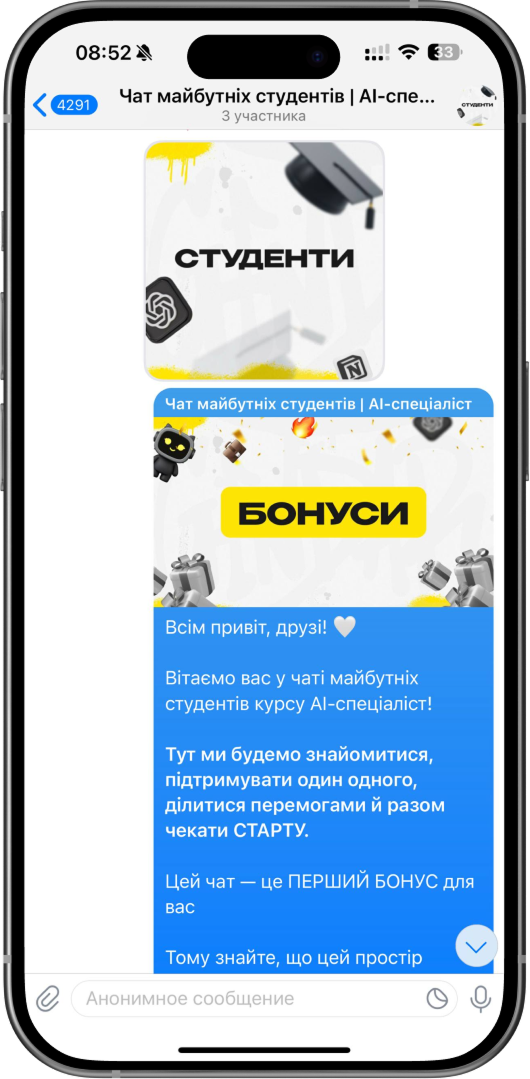 08:52
33
4291
Чат майбутніх студентів | AI-спе...
3 участника
СТУДЕНТИ
СТУДЕНТИ
Чат майбутніх студентів | AI-спеціаліст
БОНУСИ
Всім привіт, друзі! 🤍
Вітаємо вас у чаті майбутніх
студентів курсу AI-спеціаліст!
Тут ми будемо знайомитися,
підтримувати один одного,
ділитися перемогами й разом
чекати СТАРТУ.
Цей чат — це ПЕРШИЙ БОНУС для
вас
Тому знайте, що цей простір
Анонимное сообщение